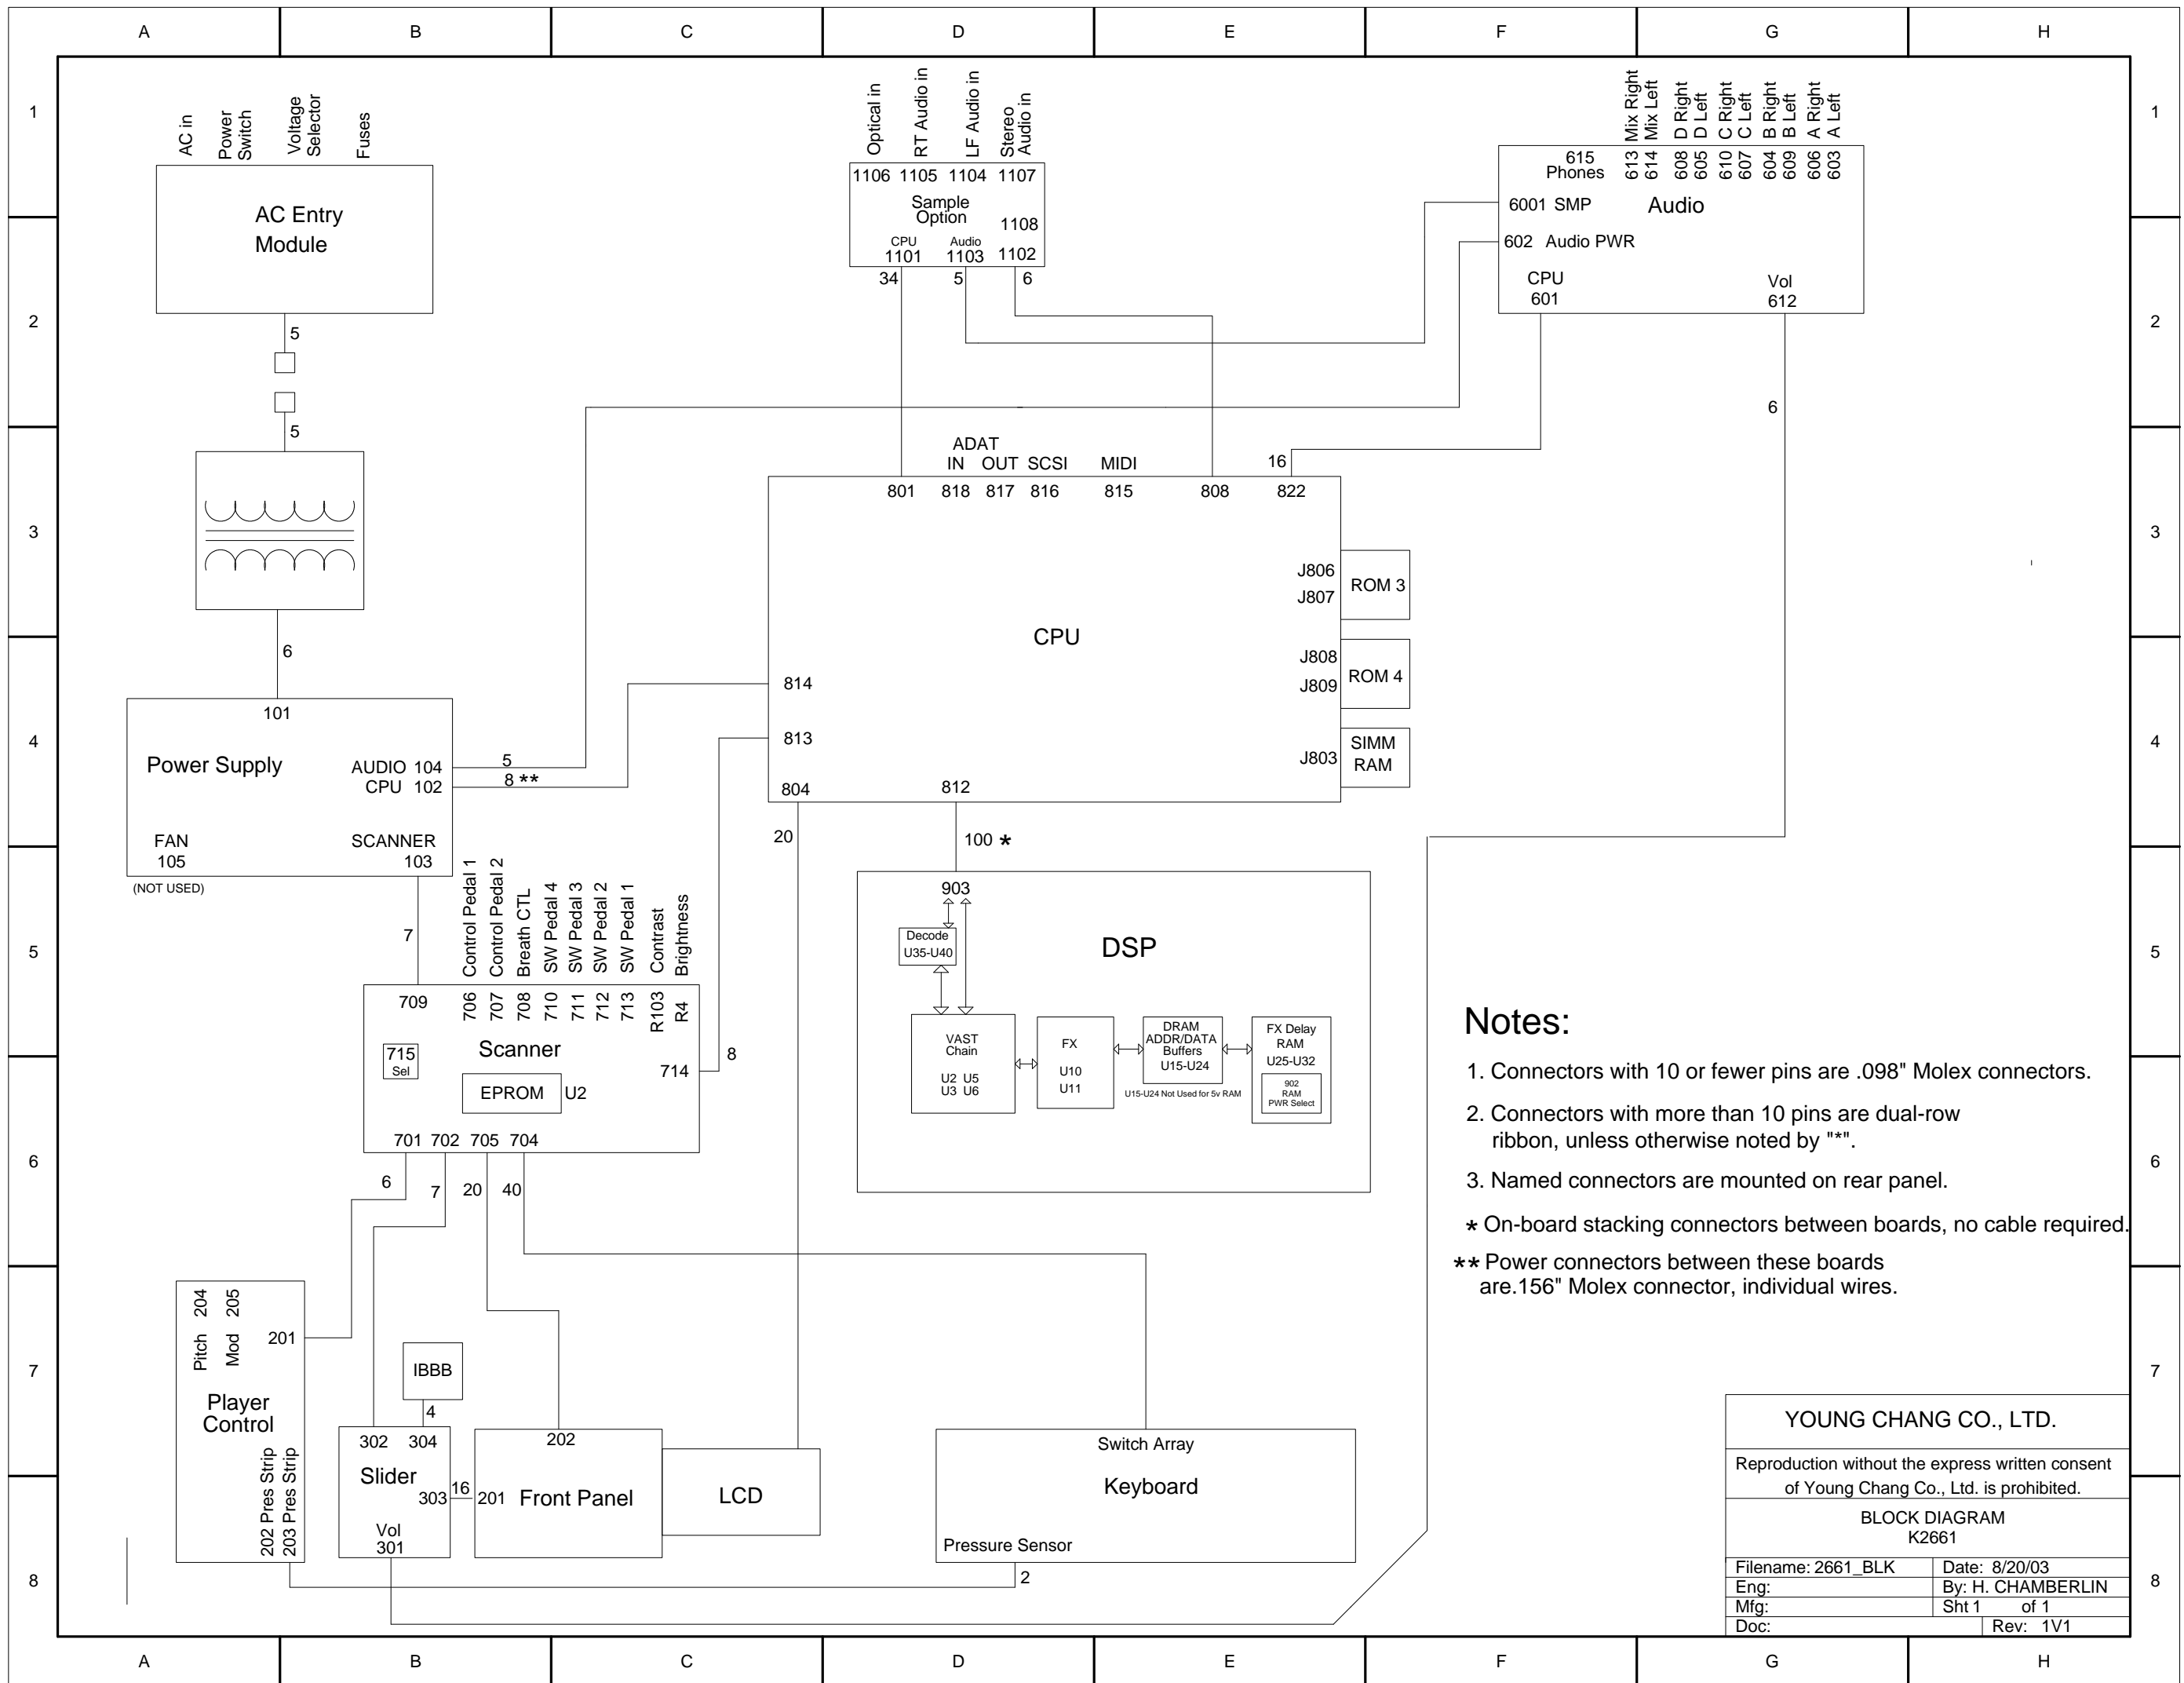 A B C D E F G H
1
AC in
Power
Switch
Voltage
Selector
Fuses
AC Entry
Module
5
5
6
Optical in
RT Audio in
LF Audio in
Stereo
Audio in
1106 1105 1104 1107
Sample
Option
1108
CPU
1101
Audio
1103
1102
34
5
6
Mix Right
Mix Left
D Right
D Left
C Right
C Left
B Right
B Left
A Right
A Left
615
Phones
613
614
608
605
610
607
604
609
606
603
6001 SMP
Audio
602 Audio PWR
CPU
601
Vol
612
6
1
2
2
3
3
ADAT
IN OUT SCSI MIDI
16
801 818 817 816 815 808 822
CPU
J806
J807
ROM 3
J808
J809
ROM 4
J803
SIMM
RAM
814
813
804
812
20
100 *
4
4
101
Power Supply
AUDIO 104
CPU 102
5
8 **
FAN
105
SCANNER
103
(NOT USED)
7
Control Pedal 1
Control Pedal 2
Breath CTL
SW Pedal 4
SW Pedal 3
SW Pedal 2
SW Pedal 1
Contrast
Brightness
709
706
707
708
710
711
712
713
R103
R4
715
Sel
Scanner
EPROM U2
714
8
701 702 705 704
6
7
20
40
5
5
903
Decode
U35-U40
DSP
VAST
Chain
U2 U5
U3 U6
FX
U10
U11
DRAM
ADDR/DATA
Buffers
U15-U24
U15-U24 Not Used for 5v RAM
FX Delay
RAM
U25-U32
902
RAM
PWR Select
Notes:
1. Connectors with 10 or fewer pins are .098" Molex connectors.
2. Connectors with more than 10 pins are dual-row
ribbon, unless otherwise noted by "*".
3. Named connectors are mounted on rear panel.
* On-board stacking connectors between boards, no cable required.
** Power connectors between these boards
are.156" Molex connector, individual wires.
6
6
7
7
Pitch 204
Mod 205
201
Player
Control
202 Pres Strip
203 Pres Strip
IBBB
4
302 304
Slider
303
Vol
301
16
202
201 Front Panel
LCD
Switch Array
Keyboard
Pressure Sensor
2
YOUNG CHANG CO., LTD.
Reproduction without the express written consent
of Young Chang Co., Ltd. is prohibited.
BLOCK DIAGRAM
K2661
Filename: 2661_BLK Date: 8/20/03
Eng: By: H. CHAMBERLIN
Mfg: Sht 1 of 1
Doc: Rev: 1V1
8
8
A B C D E F G H